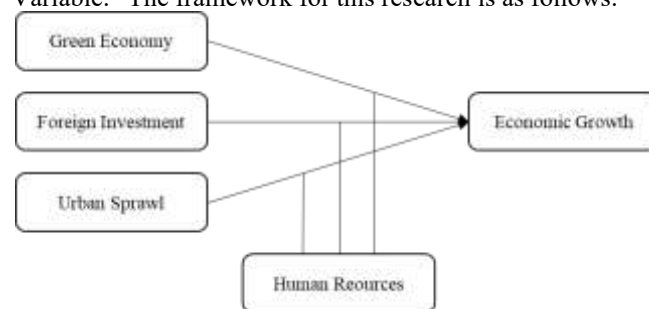 Variable. The framework for this research is as follows:
Green Economy
Foreign Investment
Economic Growth
Urban Sprawl
Human Reources